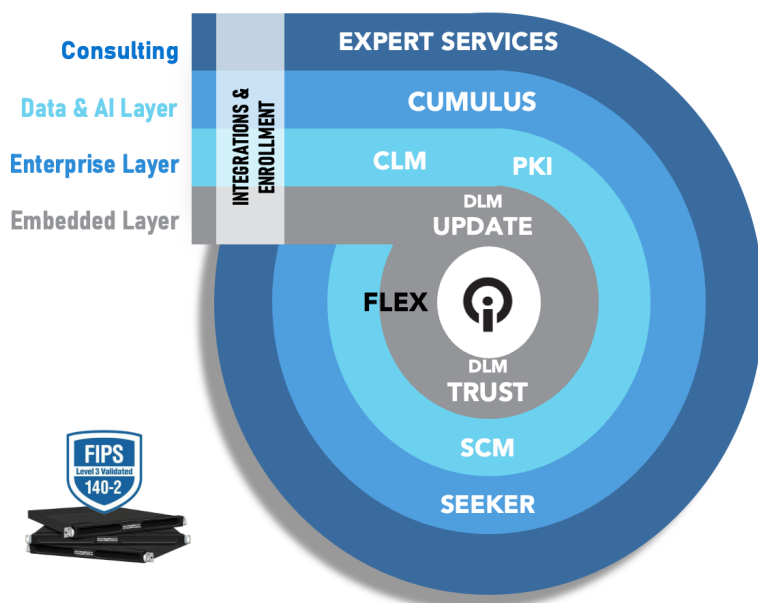 Consulting
Data & AI Layer
Enterprise Layer
Embedded Layer
INTEGRATIONS &
ENROLLMENT
EXPERT SERVICES
CUMULUS
CLM
PKI
DLM
UPDATE
FLEX
DLM
TRUST
SCM
SEEKER
FIPS
Level 3 Validated
140-2